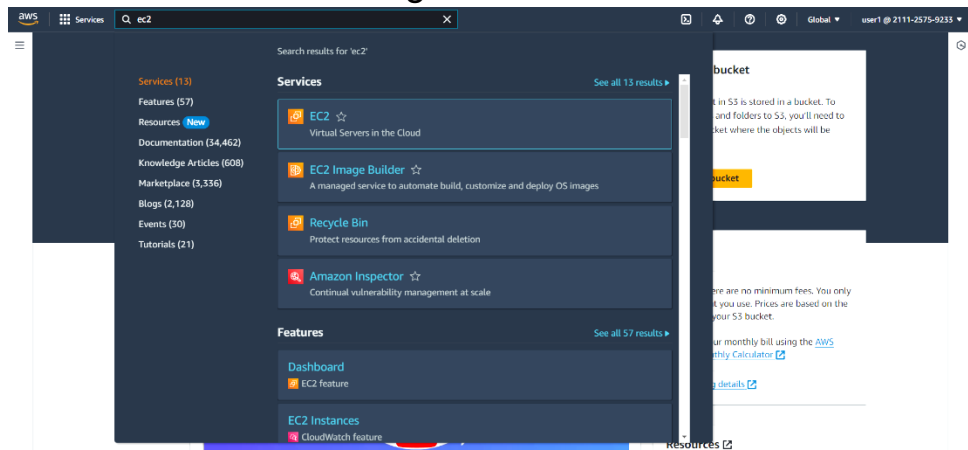 aws
Services
ec2
Global
user1 @ 2111-2575-9233
Search results for 'ec2'
Services (13)
Features (57)
Resources New
Documentation (34,462)
Knowledge Articles (608)
Marketplace (3,336)
Blogs (2,128)
Events (30)
Tutorials (21)
Services
See all 13 results
EC2
Virtual Servers in the Cloud
EC2 Image Builder
A managed service to automate build, customize and deploy OS images
Recycle Bin
Protect resources from accidental deletion
Amazon Inspector
Continual vulnerability management at scale
Features
See all 57 results
Dashboard
EC2 feature
EC2 Instances
CloudWatch feature
bucket
t in S3 is stored in a bucket. To
and folders to S3, you'll need to
cket where the objects will be
bucket
ere are no minimum fees. You only
t you use. Prices are based on the
your S3 bucket.
ur monthly bill using the AWS
thly Calculator
details
Resources